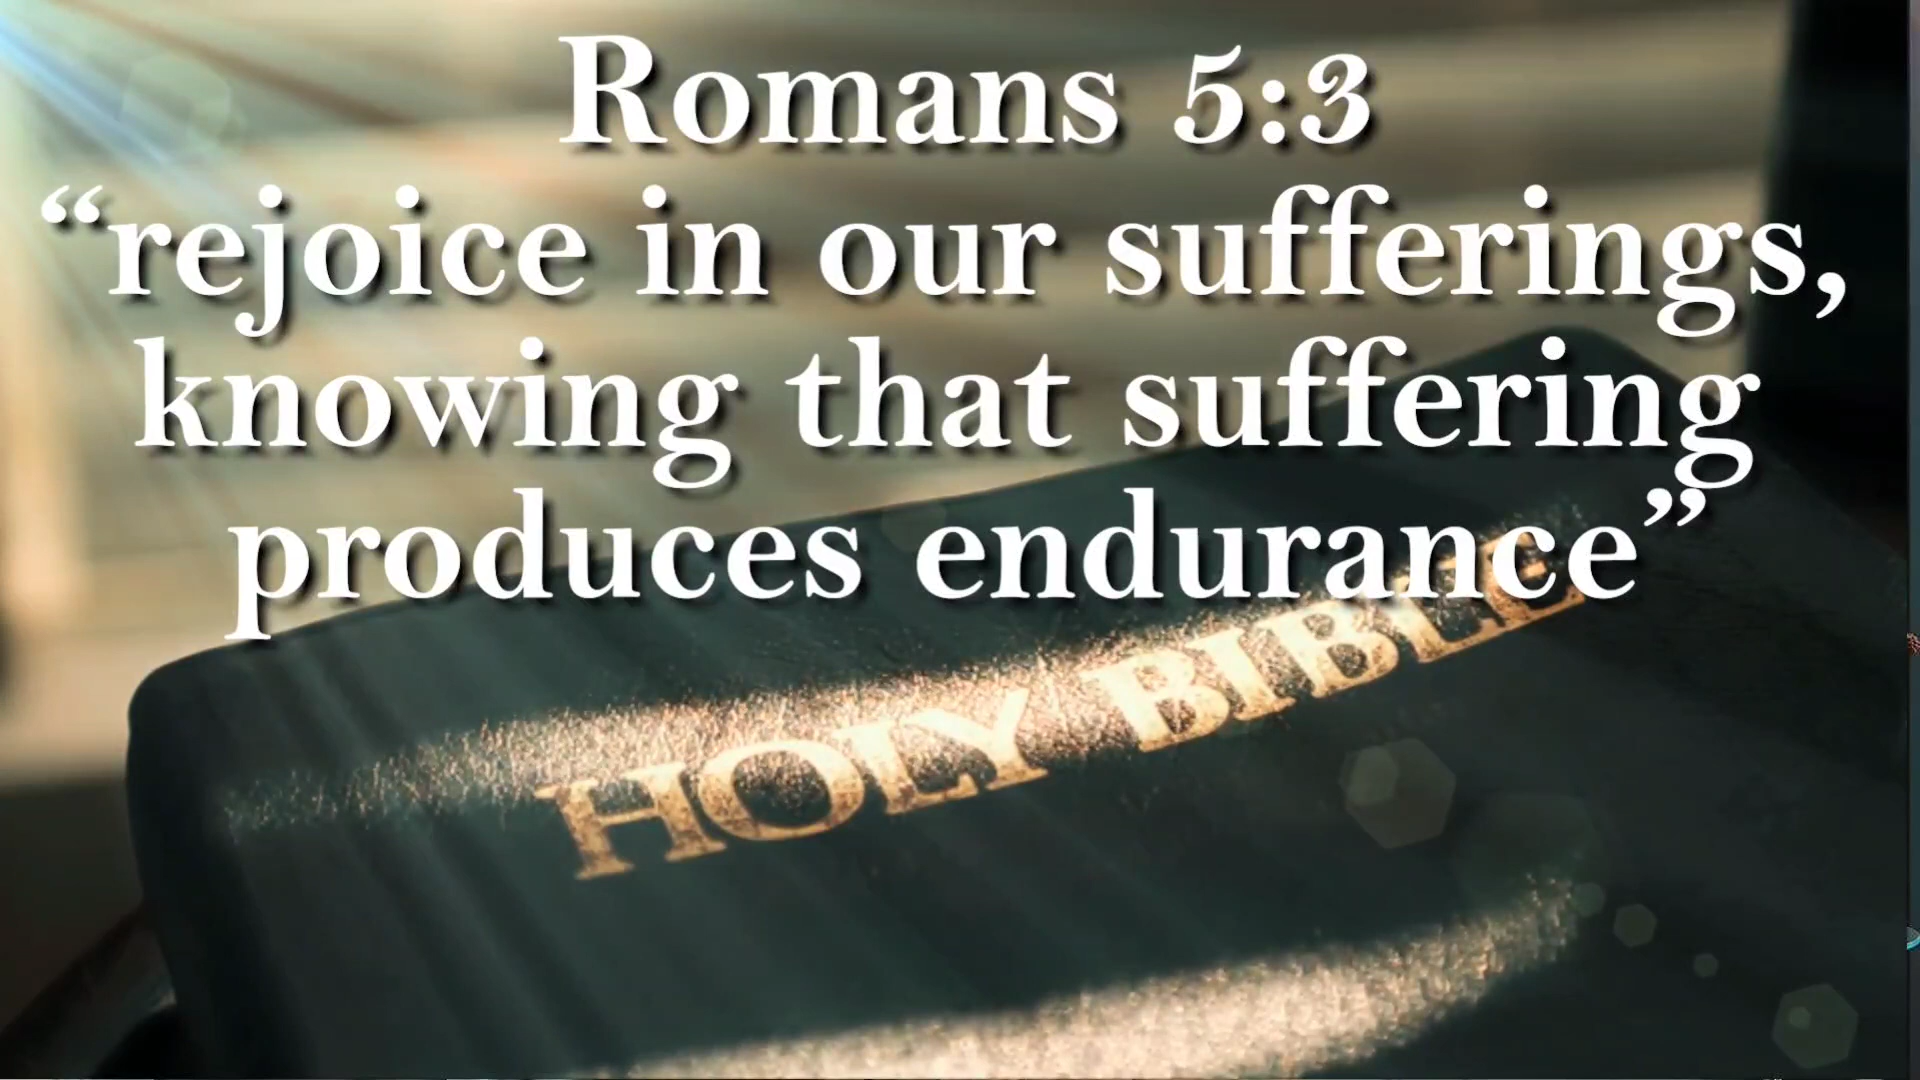 Romans 5:3
“rejoice in our sufferings,
knowing that suffering
produces endurance”
HOLY BIBLE